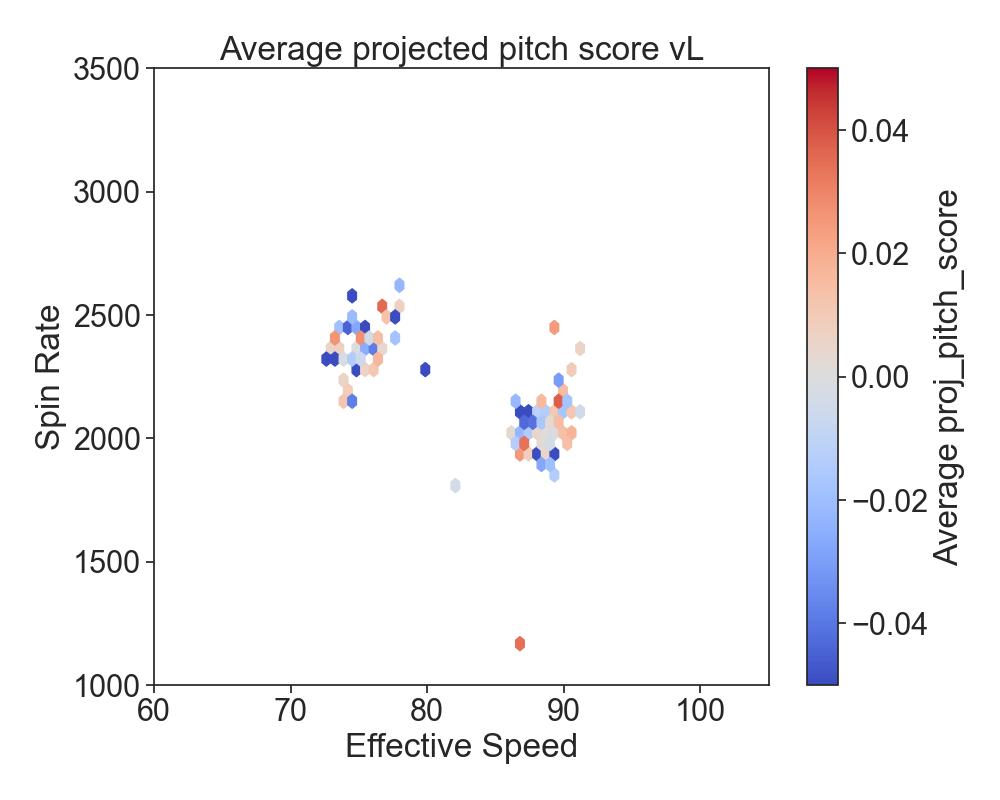 Average projected pitch score vL
3500
3000
2500
2000
1500
1000
Spin Rate
60 70 80 90 100
Effective Speed
0.04
0.02
0.00
−0.02
−0.04
Average proj_pitch_score